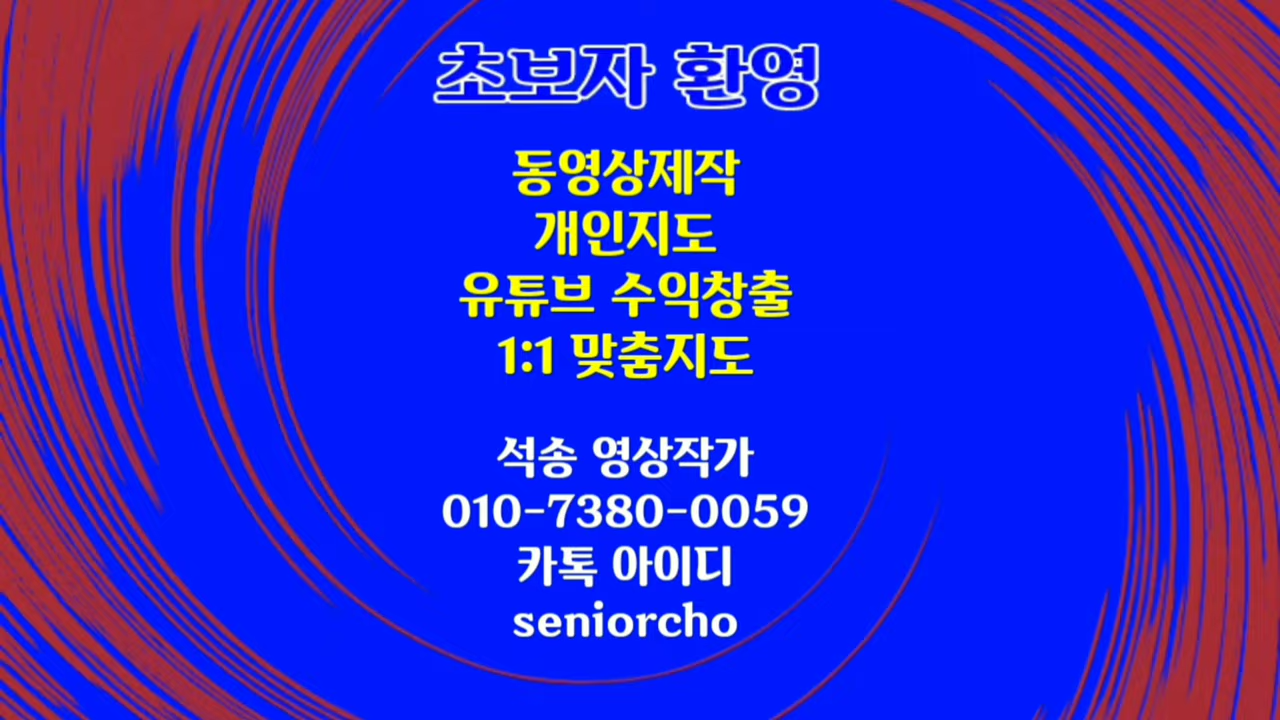 초보자 환영
동영상제작
개인지도
유튜브 수익창출
1:1 맞춤지도
석송 영상작가
010-7380-0059
카톡 아이디
seniorcho